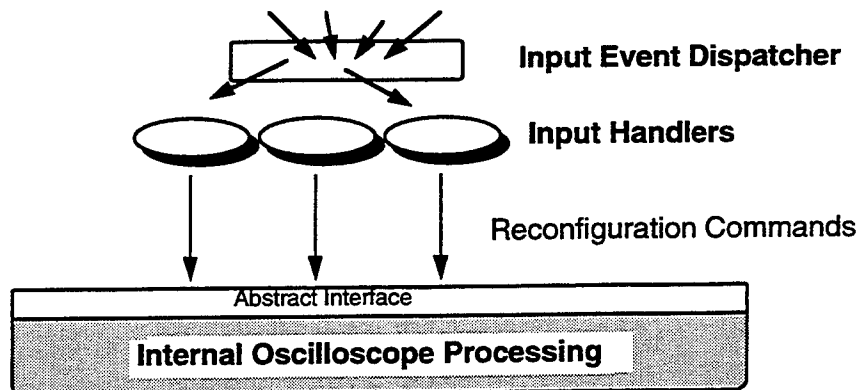 Input Event Dispatcher
Input Handlers
Reconfiguration Commands
Abstract Interface
Internal Oscilloscope Processing